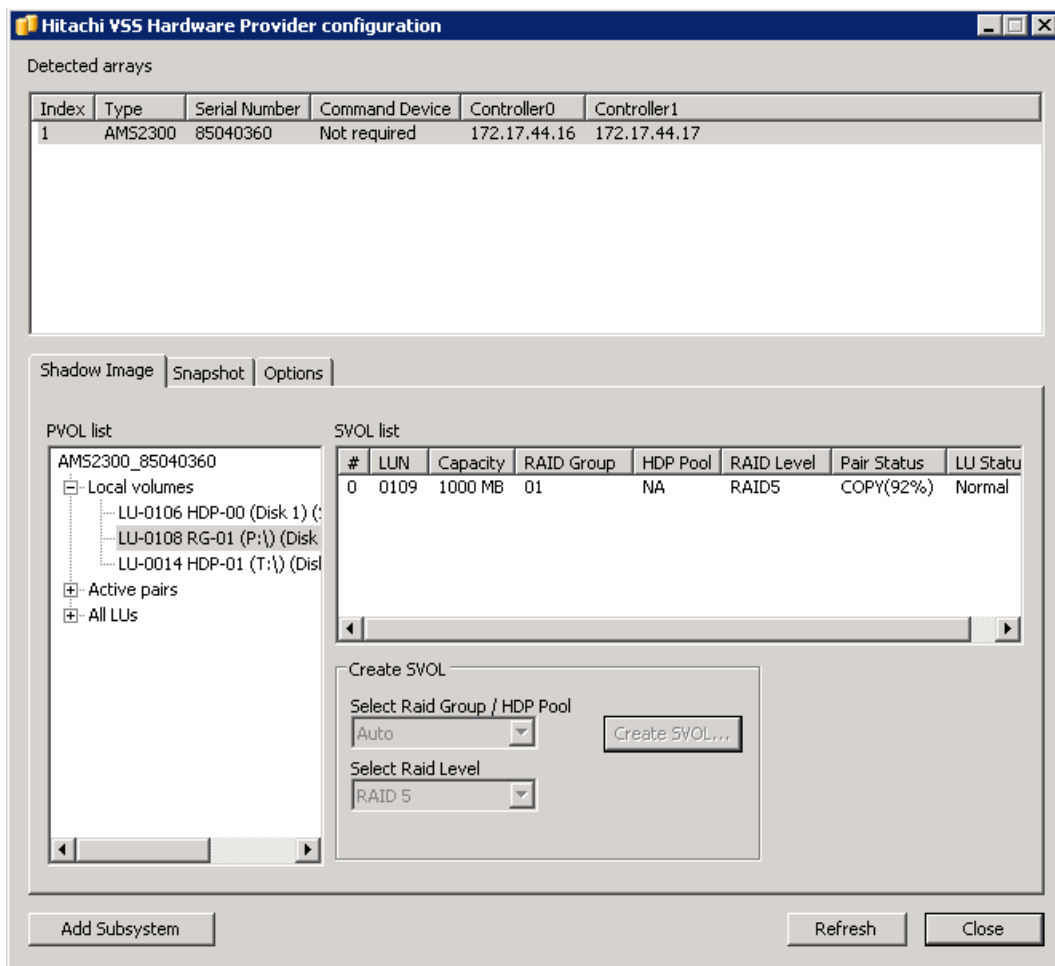 Hitachi VSS Hardware Provider configuration
Detected arrays
Index Type Serial Number Command Device Controller0 Controller1
1 AMS2300 85040360 Not required 172.17.44.16 172.17.44.17
Shadow Image Snapshot Options
PVOL list
AMS2300_85040360
Local volumes
LU-0106 HDP-00 (Disk 1) (
LU-0108 RG-01 (P:\) (Disk
LU-0014 HDP-01 (T:\) (Disl
Active pairs
All LUs
SVOL list
# LUN Capacity RAID Group HDP Pool RAID Level Pair Status LU Statu
0 0109 1000 MB 01 NA RAID5 COPY(92%) Normal
Create SVOL
Select Raid Group / HDP Pool
Auto
Create SVOL...
Select Raid Level
RAID 5
Add Subsystem
Refresh
Close